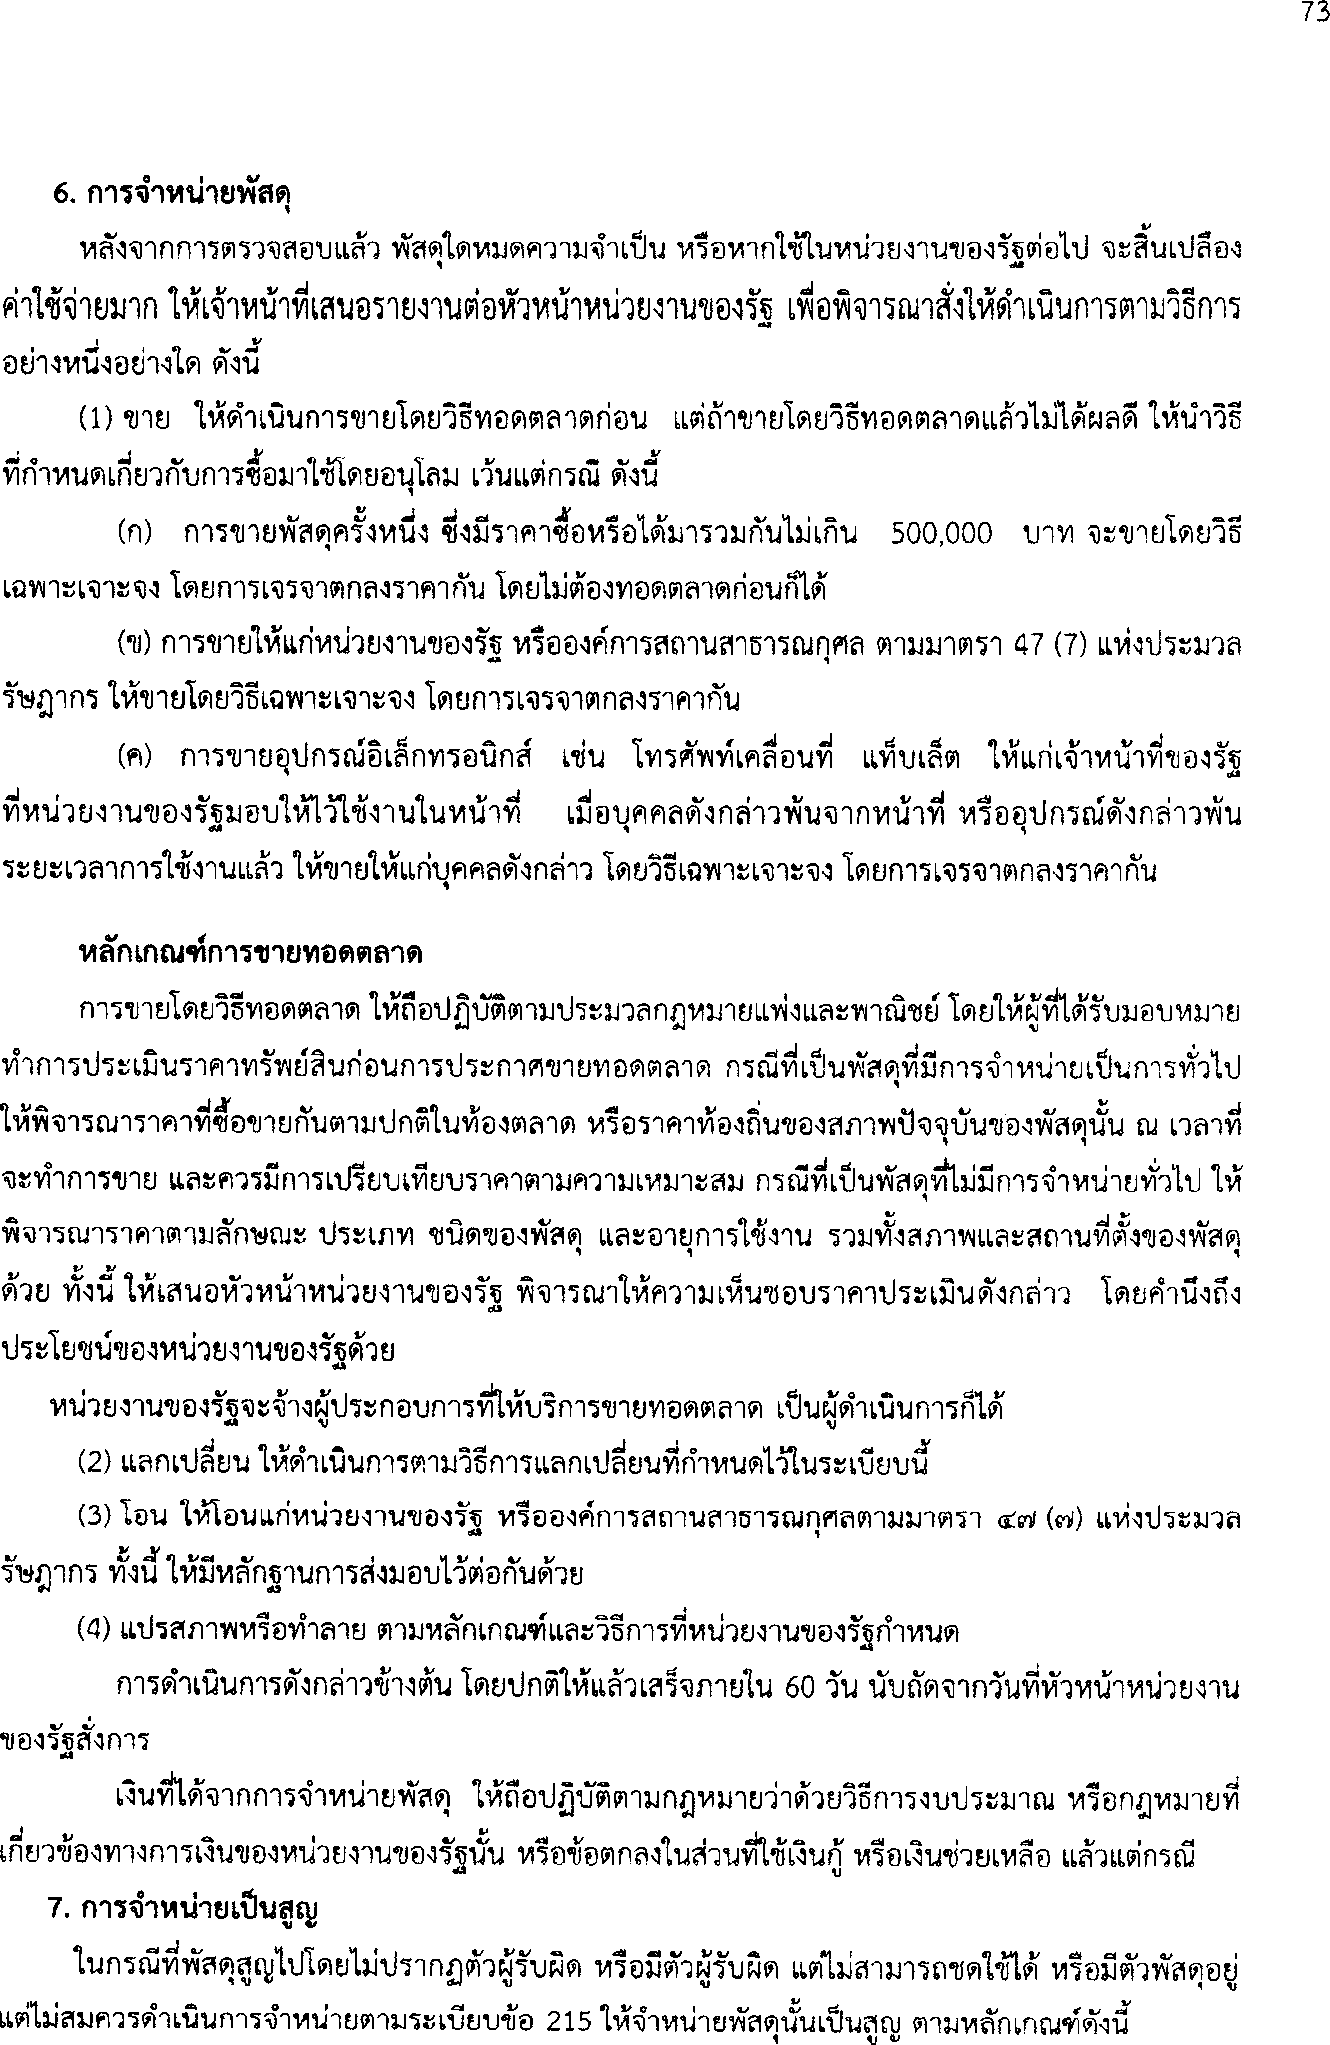 73
6. การจำหน่ายพัสดุ
หลังจากการตรวจสอบแล้ว พัสดุใดหมดความจำเป็น หรือหากใช้ในหน่วยงานของรัฐต่อไป จะสิ้นเปลือง
ค่าใช้จ่ายมาก ให้เจ้าหน้าที่เสนอรายงานต่อหัวหน้าหน่วยงานของรัฐ เพื่อพิจารณาสั่งให้ดำเนินการตามวิธีการ
อย่างหนึ่งอย่างใด ดังนี้
(1) ขาย ให้ดำเนินการขายโดยวิธีทอดตลาดก่อน แต่ถ้าขายโดยวิธีทอดตลาดแล้วไม่ได้ผลดี ให้นำวิธี
ที่กำหนดเกี่ยวกับการซื้อมาใช้โดยอนุโลม เว้นแต่กรณี ดังนี้
(ก) การขายพัสดุครั้งหนึ่ง ซึ่งมีราคาซื้อหรือได้มารวมกันไม่เกิน 500,000 บาท จะขายโดยวิธี
เฉพาะเจาะจง โดยการเจรจาตกลงราคากัน โดยไม่ต้องทอดตลาดก่อนก็ได้
(ข) การขายให้แก่หน่วยงานของรัฐ หรือองค์การสถานสาธารณกุศล ตามมาตรา 47 (7) แห่งประมวล
รัษฎากร ให้ขายโดยวิธีเฉพาะเจาะจง โดยการเจรจาตกลงราคากัน
(ค) การขายอุปกรณ์อิเล็กทรอนิกส์ เช่น โทรศัพท์เคลื่อนที่ แท็บเล็ต ให้แก่เจ้าหน้าที่ของรัฐ
ที่หน่วยงานของรัฐมอบให้ไว้ใช้งานในหน้าที่ เมื่อบุคคลดังกล่าวพ้นจากหน้าที่ หรืออุปกรณ์ดังกล่าวพ้น
ระยะเวลาการใช้งานแล้ว ให้ขายให้แก่บุคคลดังกล่าว โดยวิธีเฉพาะเจาะจง โดยการเจรจาตกลงราคากัน
หลักเกณฑ์การขายทอดตลาด
การขายโดยวิธีทอดตลาด ให้ถือปฏิบัติตามประมวลกฎหมายแพ่งและพาณิชย์ โดยให้ผู้ที่ได้รับมอบหมาย
ทำการประเมินราคาทรัพย์สินก่อนการประกาศขายทอดตลาด กรณีที่เป็นพัสดุที่มีการจำหน่ายเป็นการทั่วไป
ให้พิจารณาราคาที่ซื้อขายกันตามปกติในท้องตลาด หรือราคาท้องถิ่นของสภาพปัจจุบันของพัสดุนั้น ณ เวลาที่
จะทำการขาย และควรมีการเปรียบเทียบราคาตามความเหมาะสม กรณีที่เป็นพัสดุที่ไม่มีการจำหน่ายทั่วไป ให้
พิจารณาราคาตามลักษณะ ประเภท ชนิดของพัสดุ และอายุการใช้งาน รวมทั้งสภาพและสถานที่ตั้งของพัสดุ
ด้วย ทั้งนี้ ให้เสนอหัวหน้าหน่วยงานของรัฐ พิจารณาให้ความเห็นชอบราคาประเมินดังกล่าว โดยคำนึงถึง
ประโยชน์ของหน่วยงานของรัฐด้วย
หน่วยงานของรัฐจะจ้างผู้ประกอบการที่ให้บริการขายทอดตลาด เป็นผู้ดำเนินการก็ได้
(2) แลกเปลี่ยน ให้ดำเนินการตามวิธีการแลกเปลี่ยนที่กำหนดไว้ในระเบียบนี้
(3) โอน ให้โอนแก่หน่วยงานของรัฐ หรือองค์การสถานสาธารณกุศลตามมาตรา ๔๗ (๗) แห่งประมวล
รัษฎากร ทั้งนี้ ให้มีหลักฐานการส่งมอบไว้ต่อกันด้วย
(4) แปรสภาพหรือทำลาย ตามหลักเกณฑ์และวิธีการที่หน่วยงานของรัฐกำหนด
การดำเนินการดังกล่าวข้างต้น โดยปกติให้แล้วเสร็จภายใน 60 วัน นับถัดจากวันที่หัวหน้าหน่วยงาน
ของรัฐสั่งการ
เงินที่ได้จากการจำหน่ายพัสดุ ให้ถือปฏิบัติตามกฎหมายว่าด้วยวิธีการงบประมาณ หรือกฎหมายที่
เกี่ยวข้องทางการเงินของหน่วยงานของรัฐนั้น หรือข้อตกลงในส่วนที่ใช้เงินกู้ หรือเงินช่วยเหลือ แล้วแต่กรณี
7. การจำหน่ายเป็นสูญ
ในกรณีที่พัสดุสูญไปโดยไม่ปรากฏตัวผู้รับผิด หรือมีตัวผู้รับผิด แต่ไม่สามารถชดใช้ได้ หรือมีตัวพัสดุอยู่
แต่ไม่สมควรดำเนินการจำหน่ายตามระเบียบข้อ 215 ให้จำหน่ายพัสดุนั้นเป็นสูญ ตามหลักเกณฑ์ดังนี้